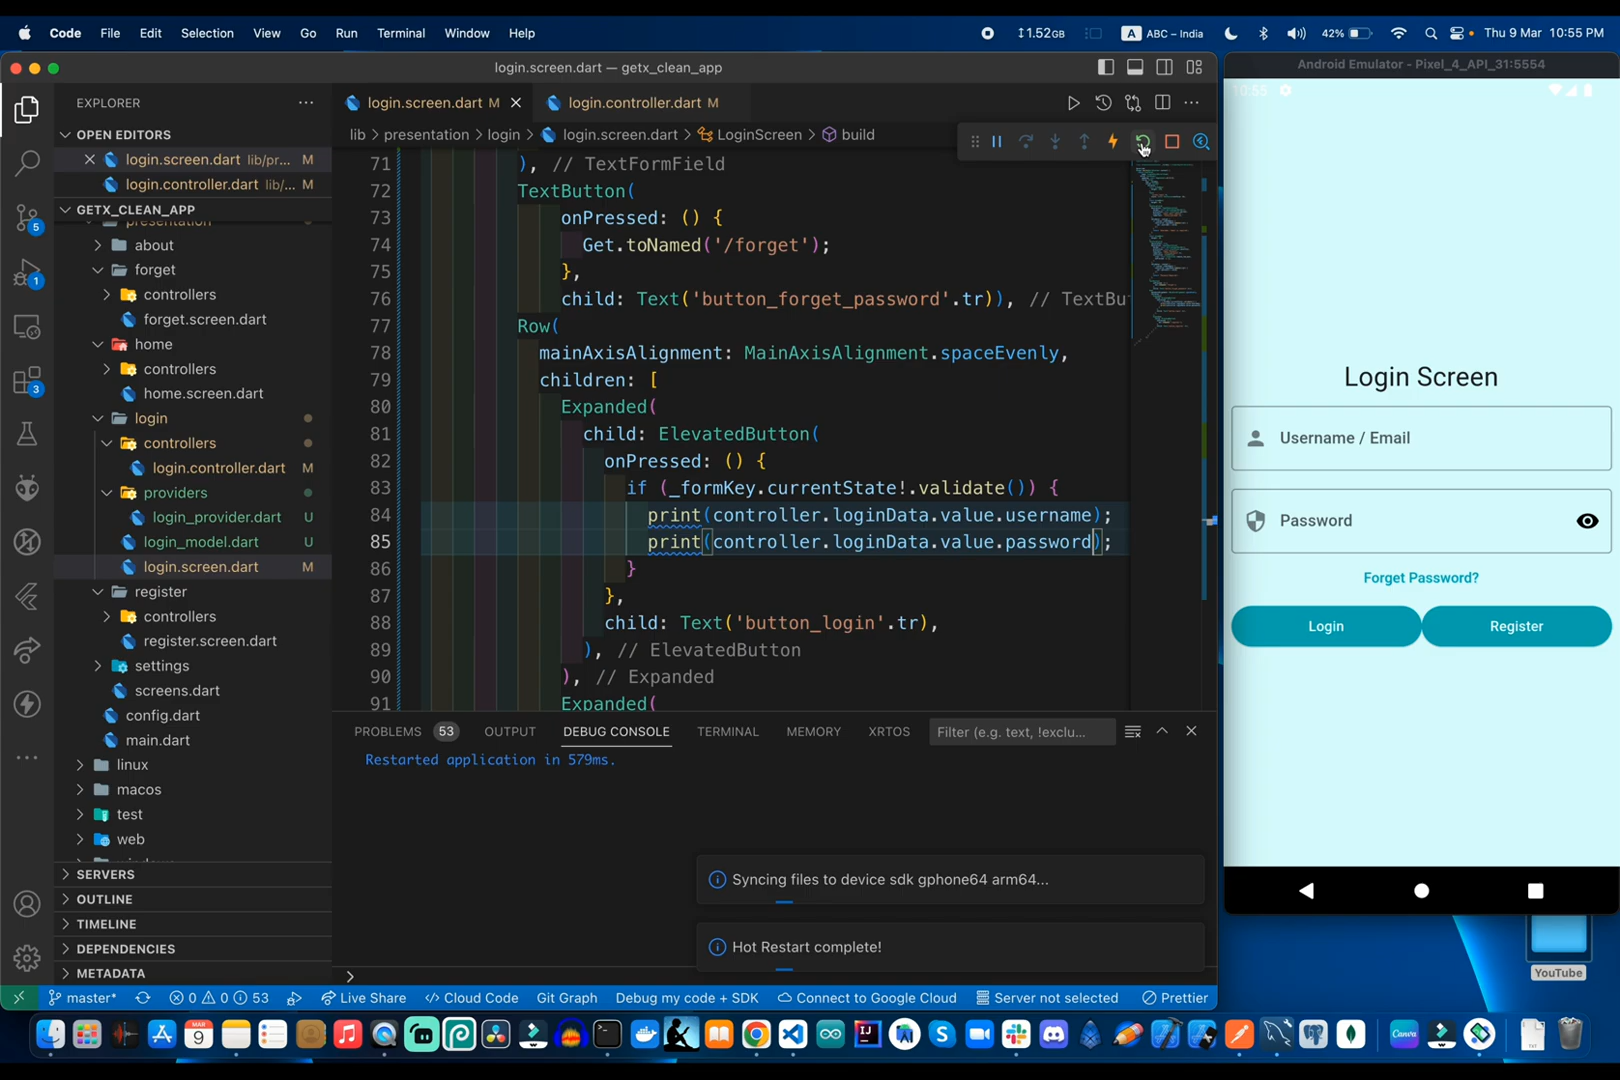 Code File Edit Selection View Go Run Terminal Window Help
1.52GB A ABC – India 42% Thu 9 Mar 10:55 PM
login.screen.dart — getx_clean_app
Android Emulator - Pixel_4_API_31:5554
EXPLORER
OPEN EDITORS
login.screen.dart lib/pr... M
login.controller.dart lib/... M
GETX_CLEAN_APP
presentation
about
forget
controllers
forget.screen.dart
home
controllers
home.screen.dart
login
controllers
login.controller.dart M
providers
login_provider.dart U
login_model.dart U
login.screen.dart M
register
controllers
register.screen.dart
settings
screens.dart
config.dart
main.dart
linux
macos
test
web
SERVERS
OUTLINE
TIMELINE
DEPENDENCIES
METADATA
5
1
3
login.screen.dart M
login.controller.dart M
lib > presentation > login > login.screen.dart > LoginScreen > build
71 ), // TextFormField
72 TextButton(
73 onPressed: () {
74 Get.toNamed('/forget');
75 },
76 child: Text('button_forget_password'.tr)), // TextBu
77 Row(
78 mainAxisAlignment: MainAxisAlignment.spaceEvenly,
79 children: [
80 Expanded(
81 child: ElevatedButton(
82 onPressed: () {
83 if (_formKey.currentState!.validate()) {
84 print(controller.loginData.value.username);
85 print(controller.loginData.value.password);
86 }
87 },
88 child: Text('button_login'.tr),
89 ), // ElevatedButton
90 ), // Expanded
91 Expanded(
PROBLEMS 53 OUTPUT DEBUG CONSOLE TERMINAL MEMORY XRTOS Filter (e.g. text, !exclu...
Restarted application in 579ms.
Syncing files to device sdk gphone64 arm64...
Hot Restart complete!
>
master* 0 0 53 Live Share Cloud Code Git Graph Debug my code + SDK Connect to Google Cloud Server not selected Prettier
10:55
Login Screen
Username / Email
Password
Forget Password?
Login Register
YouTube
MAR
9
Canva
TXT